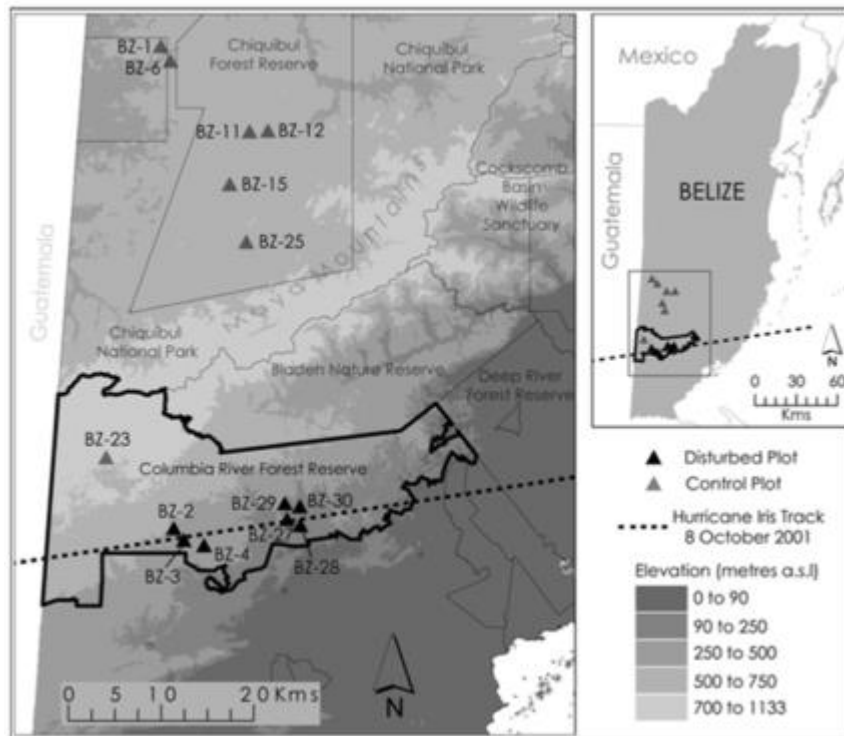 BZ-1
BZ-6
Chiquibul
Forest Reserve
Chiquibul
National Park
BZ-11
BZ-12
BZ-15
BZ-25
Cockscomb
Basin
Wildlife
Sanctuary
Maya Mountains
Guatemala
Chiquibul
National Park
Bladen Nature Reserve
Deep River
Forest Reserve
BZ-23
Columbia River Forest Reserve
BZ-2
BZ-29
BZ-30
BZ-27
BZ-3
BZ-4
BZ-28
0 5 10 20 Kms
N
Mexico
Guatemala
BELIZE
N
0 30 60
Kms
Disturbed Plot
Control Plot
Hurricane Iris Track
8 October 2001
Elevation (metres a.s.l)
0 to 90
90 to 250
250 to 500
500 to 750
700 to 1133